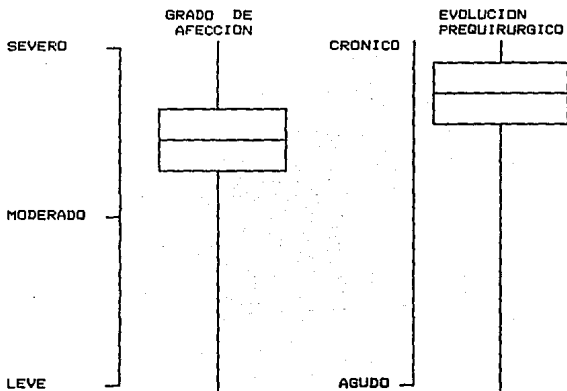 GRADO DE
AFECCION
EVOLUCION
PREQUIRURGICO
SEVERO
CRONICO
MODERADO
LEVE
AGUDO